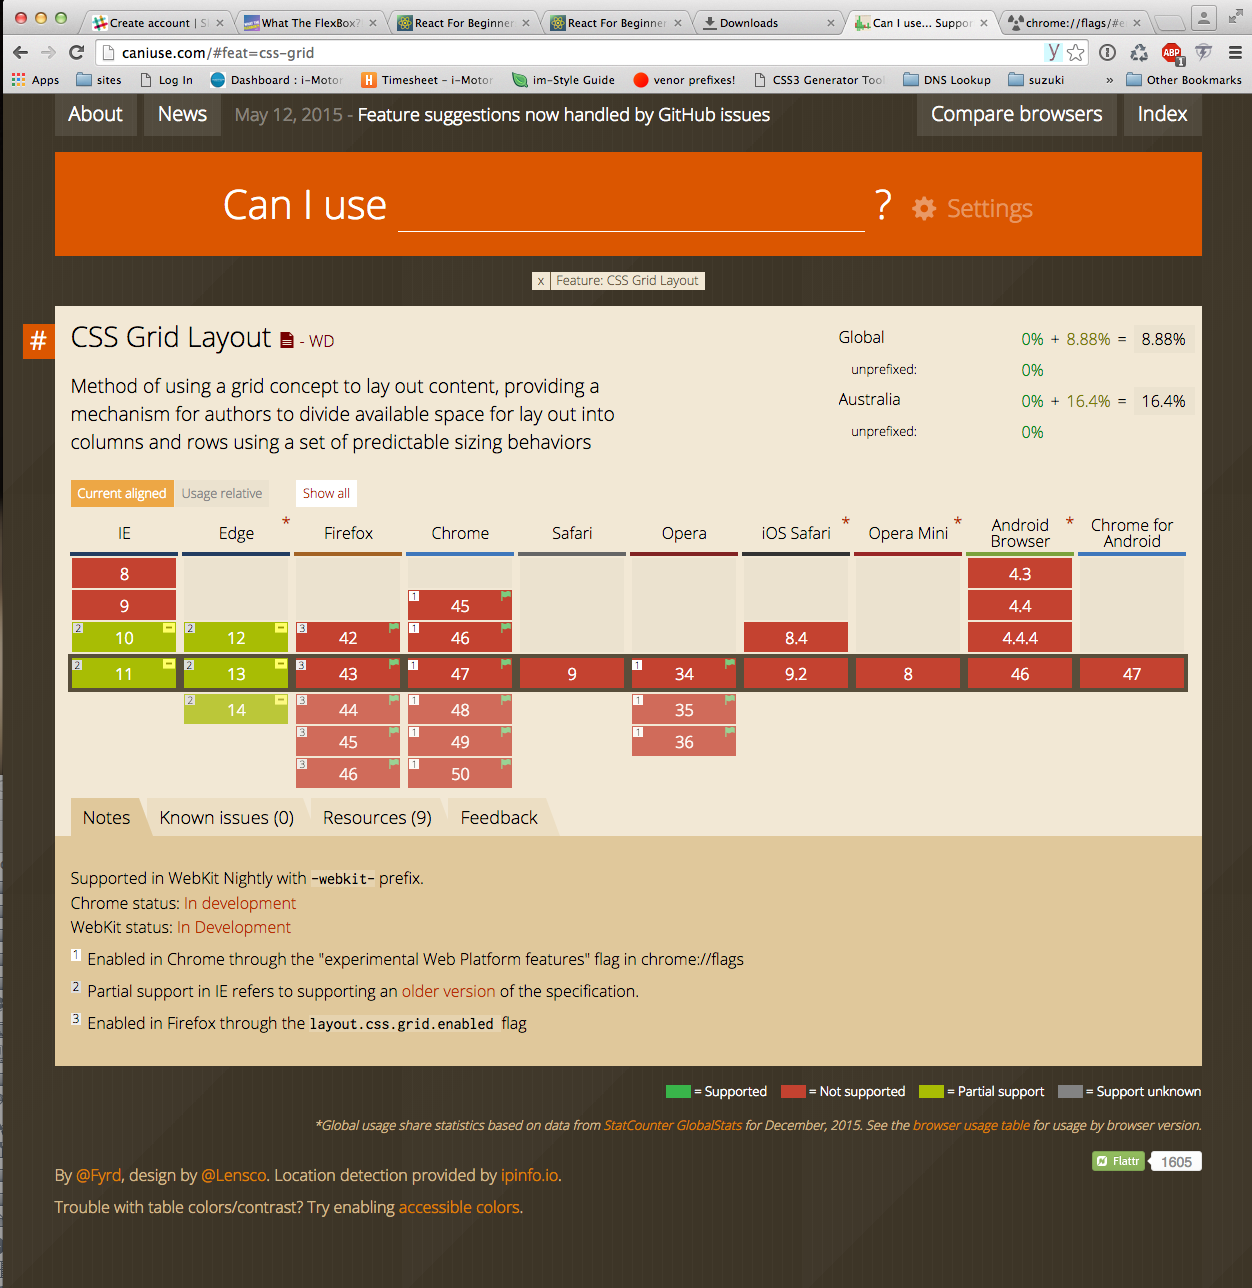 Create account | Sl
What The FlexBox?
React For Beginner
React For Beginner
Downloads
Can I use... Suppor
chrome://flags/#e
caniuse.com/#feat=css-grid
ABP
1
Apps
sites
Log In
Dashboard : i-Motor
Timesheet - i-Motor
im-Style Guide
venor prefixes!
CSS3 Generator Too
DNS Lookup
suzuki
»
Other Bookmarks
About
News
May 12, 2015 - Feature suggestions now handled by GitHub issues
Compare browsers
Index
Can I use ?
Settings
x Feature: CSS Grid Layout
#
CSS Grid Layout - WD
Method of using a grid concept to lay out content, providing a
mechanism for authors to divide available space for lay out into
columns and rows using a set of predictable sizing behaviors
Global 0% + 8.88% = 8.88%
unprefixed: 0%
Australia 0% + 16.4% = 16.4%
unprefixed: 0%
Current aligned Usage relative Show all
IE Edge * Firefox Chrome Safari Opera iOS Safari * Opera Mini * Android Browser * Chrome for Android
8 4.3
9 1 45 4.4
2 10 2 12 3 42 1 46 8.4 4.4.4
2 11 2 13 3 43 1 47 9 1 34 9.2 8 46 47
2 14 3 44 1 48 1 35
3 45 1 49 1 36
3 46 1 50
Notes Known issues (0) Resources (9) Feedback
Supported in WebKit Nightly with -webkit- prefix.
Chrome status: In development
WebKit status: In Development
1 Enabled in Chrome through the "experimental Web Platform features" flag in chrome://flags
2 Partial support in IE refers to supporting an older version of the specification.
3 Enabled in Firefox through the layout.css.grid.enabled flag
= Supported = Not supported = Partial support = Support unknown
*Global usage share statistics based on data from StatCounter GlobalStats for December, 2015. See the browser usage table for usage by browser version.
Flattr 1605
By @Fyrd, design by @Lensco. Location detection provided by ipinfo.io.
Trouble with table colors/contrast? Try enabling accessible colors.